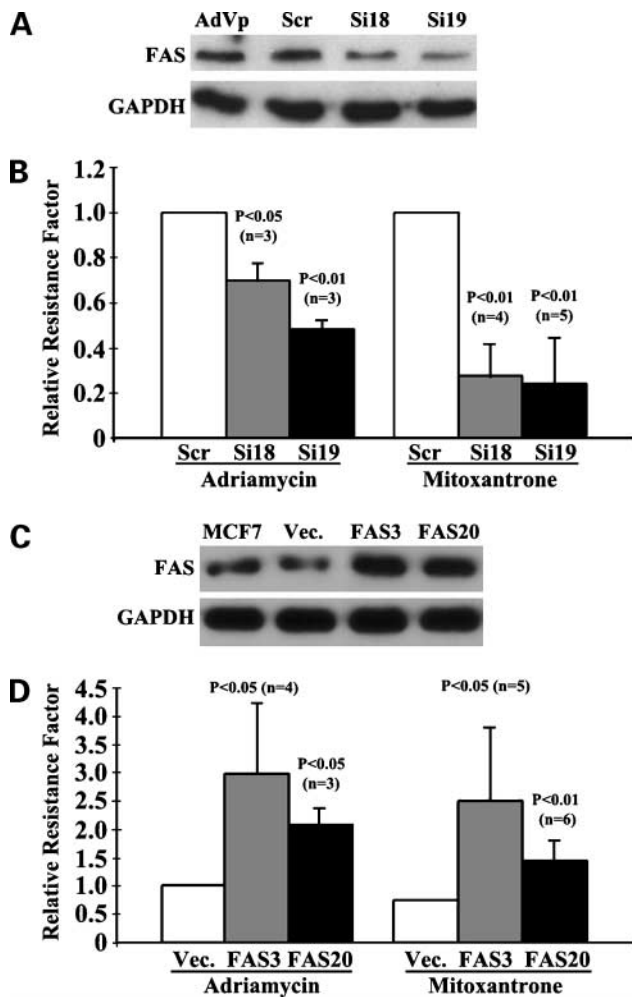 A
AdVp Scr Si18 Si19
FAS
GAPDH
B
Relative Resistance Factor
1.2
1.0
0.8
0.6
0.4
0.2
0
P<0.05
(n=3)
P<0.01
(n=3)
P<0.01
(n=4)
P<0.01
(n=5)
Scr Si18 Si19 Scr Si18 Si19
Adriamycin Mitoxantrone
C
MCF7 Vec. FAS3 FAS20
FAS
GAPDH
D
Relative Resistance Factor
4.5
4.0
3.5
3.0
2.5
2.0
1.5
1.0
0.5
0
P<0.05 (n=4)
P<0.05
(n=3)
P<0.05 (n=5)
P<0.01
(n=6)
Vec. FAS3 FAS20 Vec. FAS3 FAS20
Adriamycin Mitoxantrone